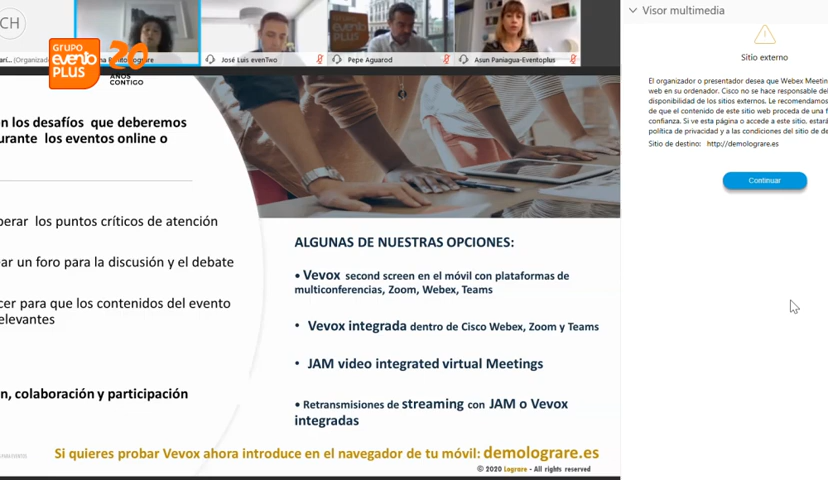 CH
José Luis evenTwo
Pepe Aguarod
Asun Paniagua-Eventoplus
GRUPO
evento
PLUS
20
AÑOS
CONTIGO
n los desafíos que deberemos
urante los eventos online o
perar los puntos críticos de atención
ar un foro para la discusión y el debate
cer para que los contenidos del evento
elevantes
n, colaboración y participación
ALGUNAS DE NUESTRAS OPCIONES:
• Vevox second screen en el móvil con plataformas de
multiconferencias, Zoom, Webex, Teams
• Vevox integrada dentro de Cisco Webex, Zoom y Teams
• JAM video integrated virtual Meetings
• Retransmisiones de streaming con JAM o Vevox
integradas
Si quieres probar Vevox ahora introduce en el navegador de tu móvil: demolograre.es
© 2020 Lograre - All rights reserved
Visor multimedia
Sitio externo
El organizador o presentador desea que Webex Meetin
web en su ordenador. Cisco no se hace responsable del
disponibilidad de los sitios externos. Le recomendamos
de que el contenido de este sitio web proceda de una f
confianza. Si ve esta página o accede a este sitio, estará
política de privacidad y a las condiciones del sitio de de
Sitio de destino: http://demolograre.es
Continuar